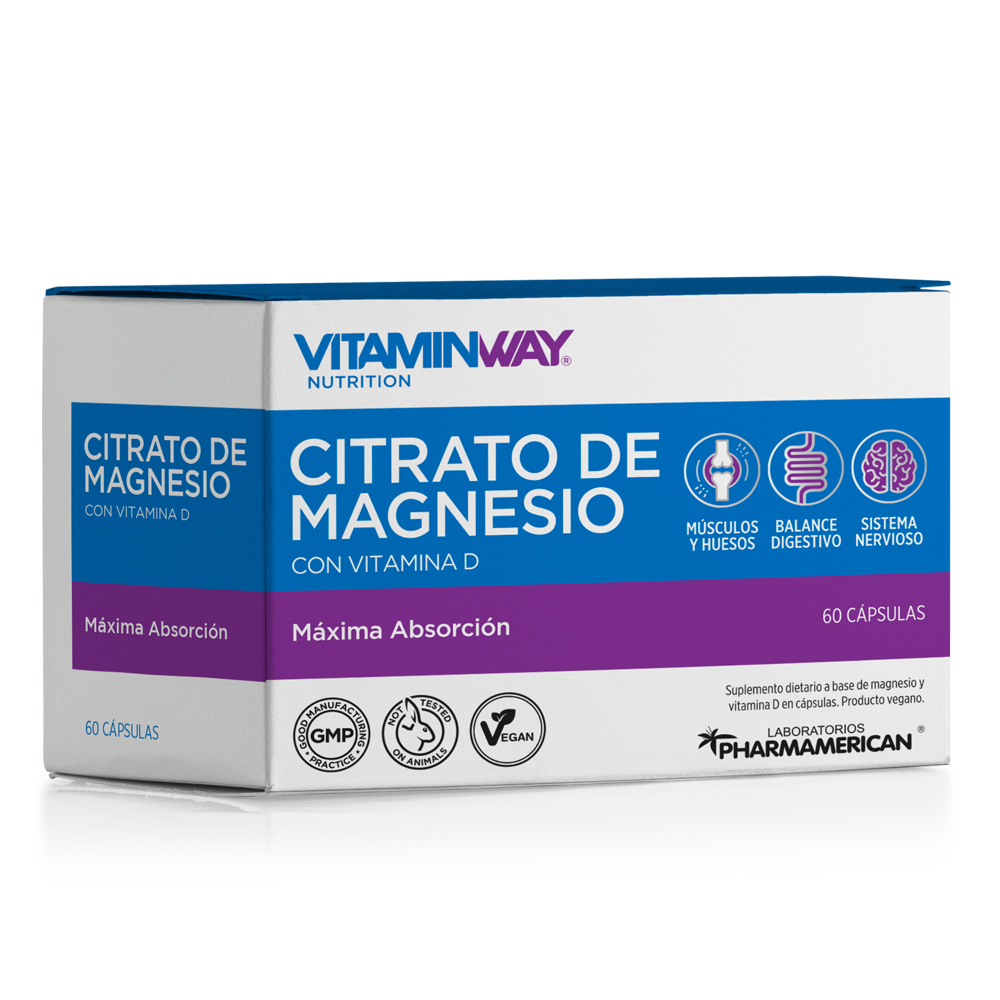 CITRATO DE
MAGNESIO
CON VITAMINA D
Máxima Absorción
60 CÁPSULAS
VITAMINWAY®
NUTRITION
CITRATO DE
MAGNESIO
CON VITAMINA D
MÚSCULOS
Y HUESOS
BALANCE
DIGESTIVO
SISTEMA
NERVIOSO
Máxima Absorción
60 CÁPSULAS
GOOD MANUFACTURING
GMP
PRACTICE
NOT TESTED
ON ANIMALS
VEGAN
Suplemento dietario a base de magnesio y
vitamina D en cápsulas. Producto vegano.
LABORATORIOS
PHARMAMERICAN®